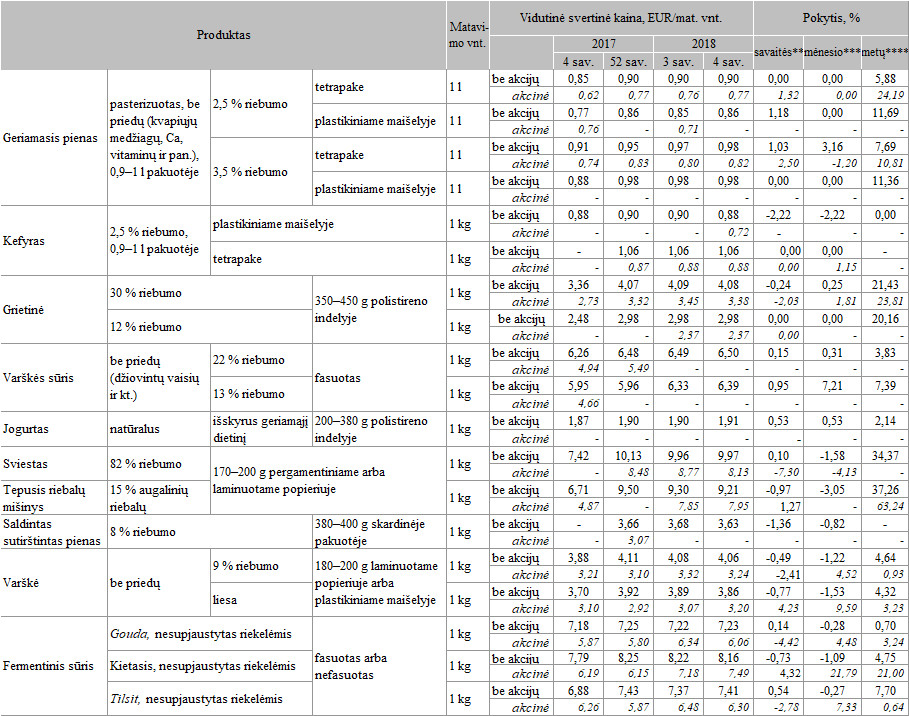 Produktas Matavi- Vidutinė svertinė kaina, EUR/mat. vnt. Pokytis, %
mo vnt. 2017 2018 savaitės** mėnesio*** metų****
4 sav. 52 sav. 3 sav. 4 sav.
Geriamasis pienas pasterizuotas, be priedų (kvapiųjų medžiagų, Ca, vitaminų ir pan.), 0,9–1 l pakuotėje
2,5 % riebumo tetrapake 1 l be akcijų 0,85 0,90 0,90 0,90 0,00 0,00 5,88
akcinė 0,62 0,77 0,76 0,77 1,32 0,00 24,19
plastikiniame maišelyje 1 l be akcijų 0,77 0,86 0,85 0,86 1,18 0,00 11,69
akcinė 0,76 - 0,71 - - - -
3,5 % riebumo tetrapake 1 l be akcijų 0,91 0,95 0,97 0,98 1,03 3,16 7,69
akcinė 0,74 0,83 0,80 0,82 2,50 -1,20 10,81
plastikiniame maišelyje 1 l be akcijų 0,88 0,98 0,98 0,98 0,00 0,00 11,36
akcinė - - - - - - -
Kefyras 2,5 % riebumo, 0,9–1 l pakuotėje
plastikiniame maišelyje 1 kg be akcijų 0,88 0,90 0,90 0,88 -2,22 -2,22 0,00
akcinė - - - 0,72 - - -
tetrapake 1 kg be akcijų - 1,06 1,06 1,06 0,00 0,00 -
akcinė - 0,87 0,88 0,88 0,00 1,15 -
Grietinė 350–450 g polistireno indelyje
30 % riebumo 1 kg be akcijų 3,36 4,07 4,09 4,08 -0,24 0,25 21,43
akcinė 2,73 3,32 3,45 3,38 -2,03 1,81 23,81
12 % riebumo 1 kg be akcijų 2,48 2,98 2,98 2,98 0,00 0,00 20,16
akcinė - - 2,37 2,37 0,00 - -
Varškės sūris be priedų (džiovintų vaisių ir kt.) fasuotas
22 % riebumo 1 kg be akcijų 6,26 6,48 6,49 6,50 0,15 0,31 3,83
akcinė 4,94 5,49 - - - - -
13 % riebumo 1 kg be akcijų 5,95 5,96 6,33 6,39 0,95 7,21 7,39
akcinė 4,66 - - - - - -
Jogurtas natūralus išskyrus geriamąjį dietinį 200–380 g polistireno indelyje 1 kg be akcijų 1,87 1,90 1,90 1,91 0,53 0,53 2,14
akcinė - - - - - - -
Sviestas 82 % riebumo 170–200 g pergamentiniame arba laminuotame popieriuje 1 kg be akcijų 7,42 10,13 9,96 9,97 0,10 -1,58 34,37
akcinė - 8,48 8,77 8,13 -7,30 -4,13 -
Tepusis riebalų mišinys 15 % augalinių riebalų 1 kg be akcijų 6,71 9,50 9,30 9,21 -0,97 -3,05 37,26
akcinė 4,87 - 7,85 7,95 1,27 - 63,24
Saldintas sutirštintas pienas 8 % riebumo 380–400 g skardinėje pakuotėje 1 kg be akcijų - 3,66 3,68 3,63 -1,36 -0,82 -
akcinė - 3,07 - - - - -
Varškė be priedų 180–200 g laminuotame popieriuje arba plastikiniame maišelyje
9 % riebumo 1 kg be akcijų 3,88 4,11 4,08 4,06 -0,49 -1,22 4,64
akcinė 3,21 3,10 3,32 3,24 -2,41 4,52 0,93
liesa 1 kg be akcijų 3,70 3,92 3,89 3,86 -0,77 -1,53 4,32
akcinė 3,10 2,92 3,07 3,20 4,23 9,59 3,23
Fermentinis sūris fasuotas arba nefasuotas
Gouda, nesupjaustytas riekelėmis 1 kg be akcijų 7,18 7,25 7,22 7,23 0,14 -0,28 0,70
akcinė 5,87 5,80 6,34 6,06 -4,42 4,48 3,24
Kietasis, nesupjaustytas riekelėmis 1 kg be akcijų 7,79 8,25 8,22 8,16 -0,73 -1,09 4,75
akcinė 6,19 6,15 7,18 7,49 4,32 21,79 21,00
Tilsit, nesupjaustytas riekelėmis 1 kg be akcijų 6,88 7,43 7,37 7,41 0,54 -0,27 7,70
akcinė 6,26 5,87 6,48 6,30 -2,78 7,33 0,64